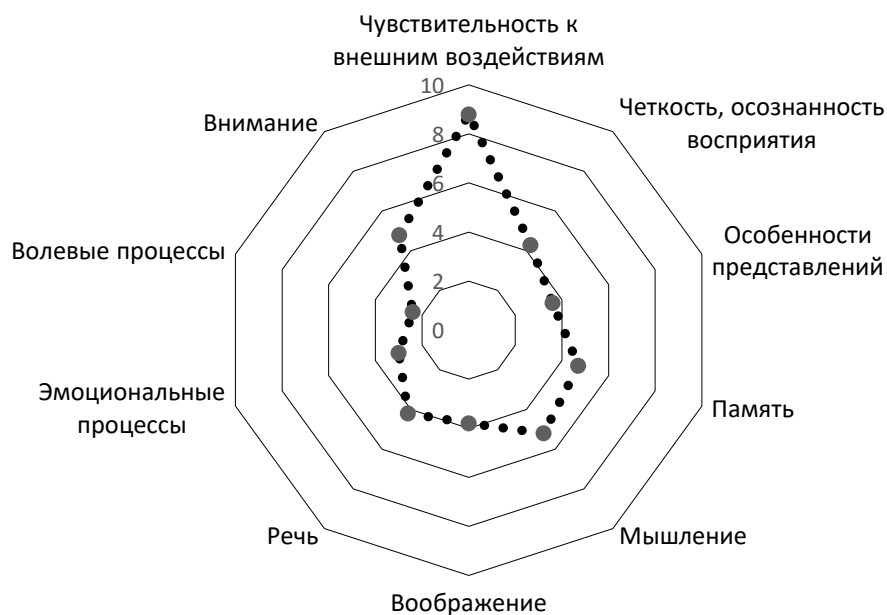 Чувствительность к
внешним воздействиям
10
Четкость, осознанность
восприятия
Внимание
8
6
Особенности
представлений
Волевые процессы
4
2
0
Эмоциональные
процессы
Память
Речь
Мышление
Воображение